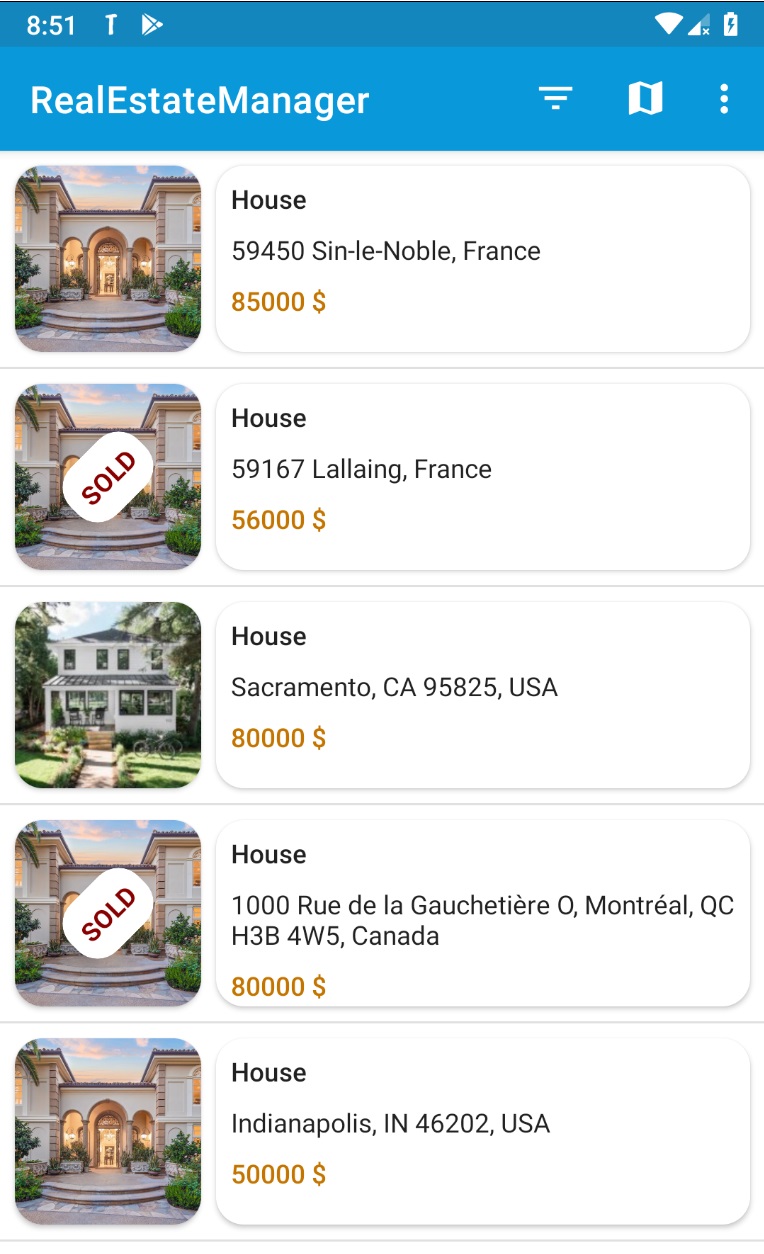 8:51
RealEstateManager
House
59450 Sin-le-Noble, France
85000 $
SOLD
House
59167 Lallaing, France
56000 $
House
Sacramento, CA 95825, USA
80000 $
SOLD
House
1000 Rue de la Gauchetière O, Montréal, QC
H3B 4W5, Canada
80000 $
House
Indianapolis, IN 46202, USA
50000 $